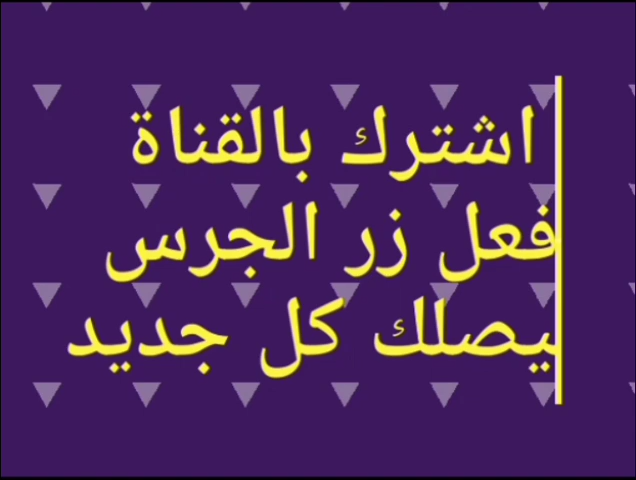 اشترك بالقناة
فعل زر الجرس
يصلك كل جديد